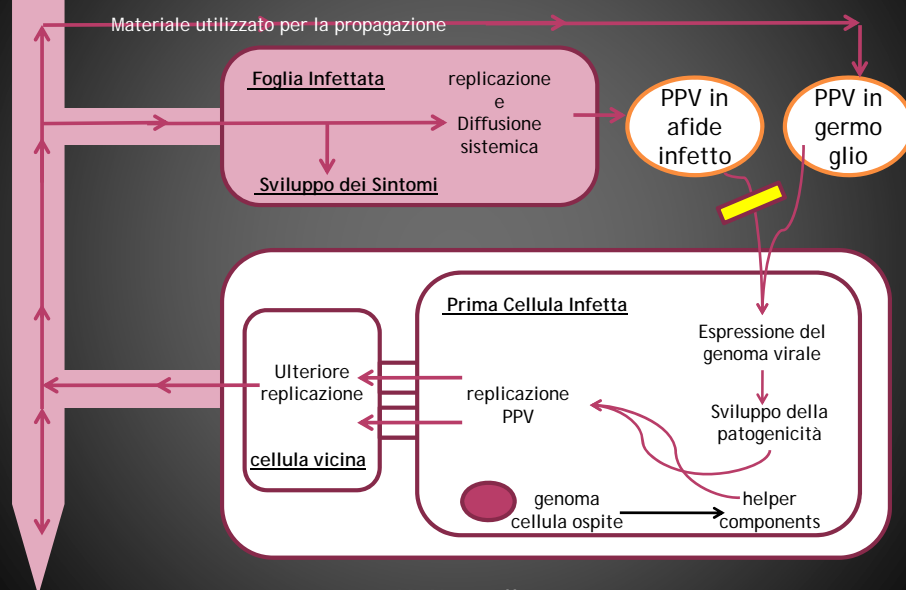 Materiale utilizzato per la propagazione
Foglia Infettata
replicazione
e
Diffusione
sistemica
Sviluppo dei Sintomi
PPV in
afide
infetto
PPV in
germo
glio
Prima Cellula Infetta
Espressione del
genoma virale
Sviluppo della
patogenicità
Ulteriore
replicazione
replicazione
PPV
cellula vicina
genoma
cellula ospite
helper
components